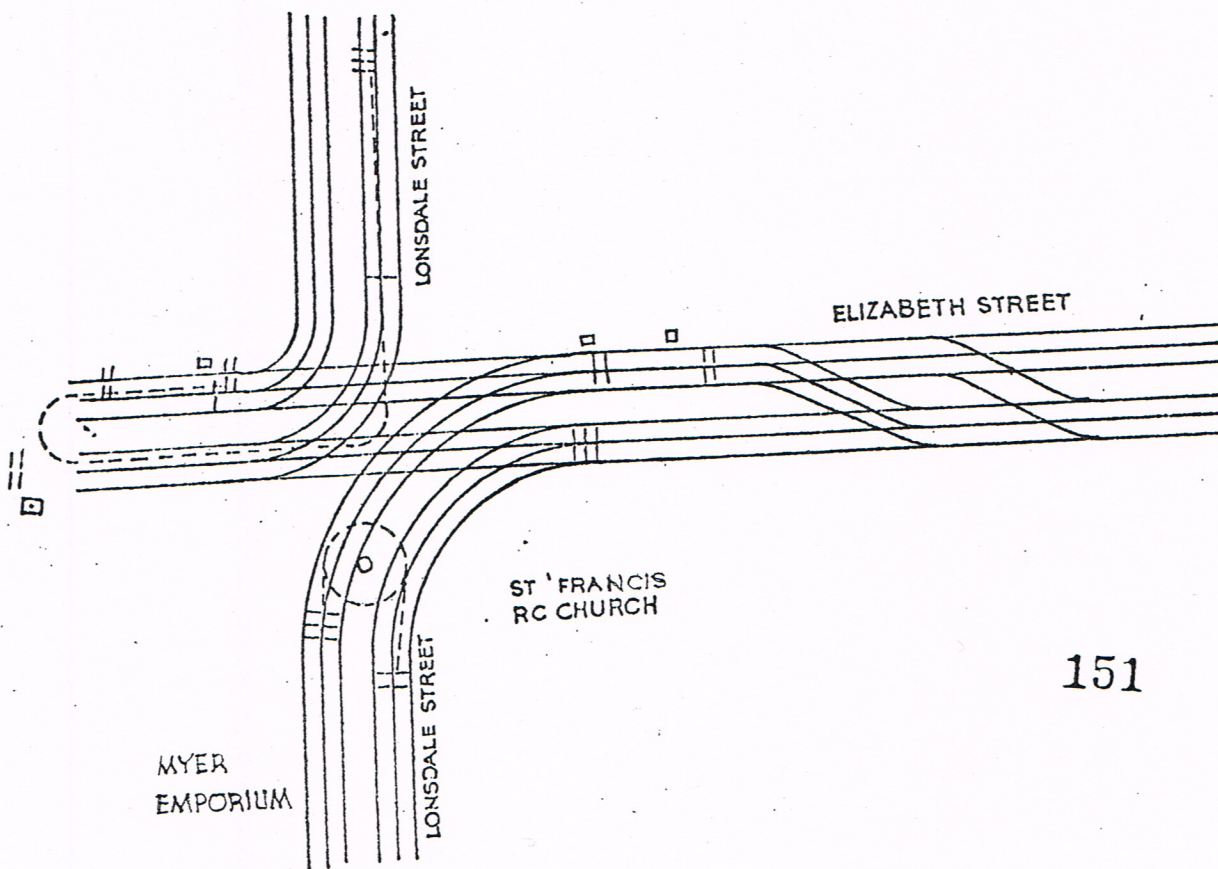 LONSDALE STREET
ELIZABETH STREET
ST 'FRANCIS
RC CHURCH
LONSDALE STREET
151
MYER
EMPORIUM